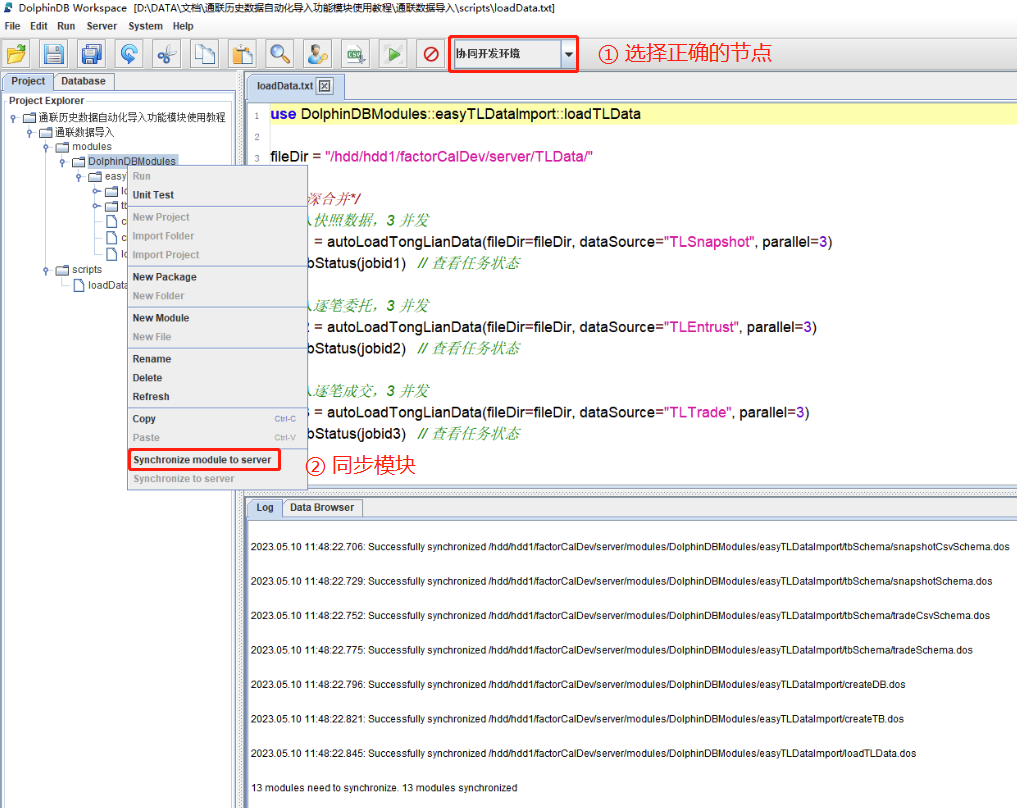 DolphinDB Workspace [D:\DATA\文档\通联历史数据自动化导入功能模块使用教程\通联数据导入\scripts\loadData.txt]
File Edit Run Server System Help
协同开发环境
① 选择正确的节点
Project Database
Project Explorer
通联历史数据自动化导入功能模块使用教程
通联数据导入
modules
DolphinDBModules
easy
scripts
loadData
Run
Unit Test
New Project
Import Folder
Import Project
New Package
New Folder
New Module
New File
Rename
Delete
Refresh
Copy Ctrl-C
Paste Ctrl-V
Synchronize module to server
Synchronize to server
② 同步模块
loadData.txt
1 use DolphinDBModules::easyTLDataImport::loadTLData
2
3 fileDir = "/hdd/hdd1/factorCalDev/server/TLData/"
深合并*/
快照数据，3 并发
= autoLoadTongLianData(fileDir=fileDir, dataSource="TLSnapshot", parallel=3)
bStatus(jobid1) // 查看任务状态
逐笔委托，3 并发
= autoLoadTongLianData(fileDir=fileDir, dataSource="TLEntrust", parallel=3)
bStatus(jobid2) // 查看任务状态
逐笔成交，3 并发
= autoLoadTongLianData(fileDir=fileDir, dataSource="TLTrade", parallel=3)
bStatus(jobid3) // 查看任务状态
Log Data Browser
2023.05.10 11:48:22.706: Successfully synchronized /hdd/hdd1/factorCalDev/server/modules/DolphinDBModules/easyTLDataImport/tbSchema/snapshotCsvSchema.dos
2023.05.10 11:48:22.729: Successfully synchronized /hdd/hdd1/factorCalDev/server/modules/DolphinDBModules/easyTLDataImport/tbSchema/snapshotSchema.dos
2023.05.10 11:48:22.752: Successfully synchronized /hdd/hdd1/factorCalDev/server/modules/DolphinDBModules/easyTLDataImport/tbSchema/tradeCsvSchema.dos
2023.05.10 11:48:22.775: Successfully synchronized /hdd/hdd1/factorCalDev/server/modules/DolphinDBModules/easyTLDataImport/tbSchema/tradeSchema.dos
2023.05.10 11:48:22.796: Successfully synchronized /hdd/hdd1/factorCalDev/server/modules/DolphinDBModules/easyTLDataImport/createDB.dos
2023.05.10 11:48:22.821: Successfully synchronized /hdd/hdd1/factorCalDev/server/modules/DolphinDBModules/easyTLDataImport/createTB.dos
2023.05.10 11:48:22.845: Successfully synchronized /hdd/hdd1/factorCalDev/server/modules/DolphinDBModules/easyTLDataImport/loadTLData.dos
13 modules need to synchronize. 13 modules synchronized